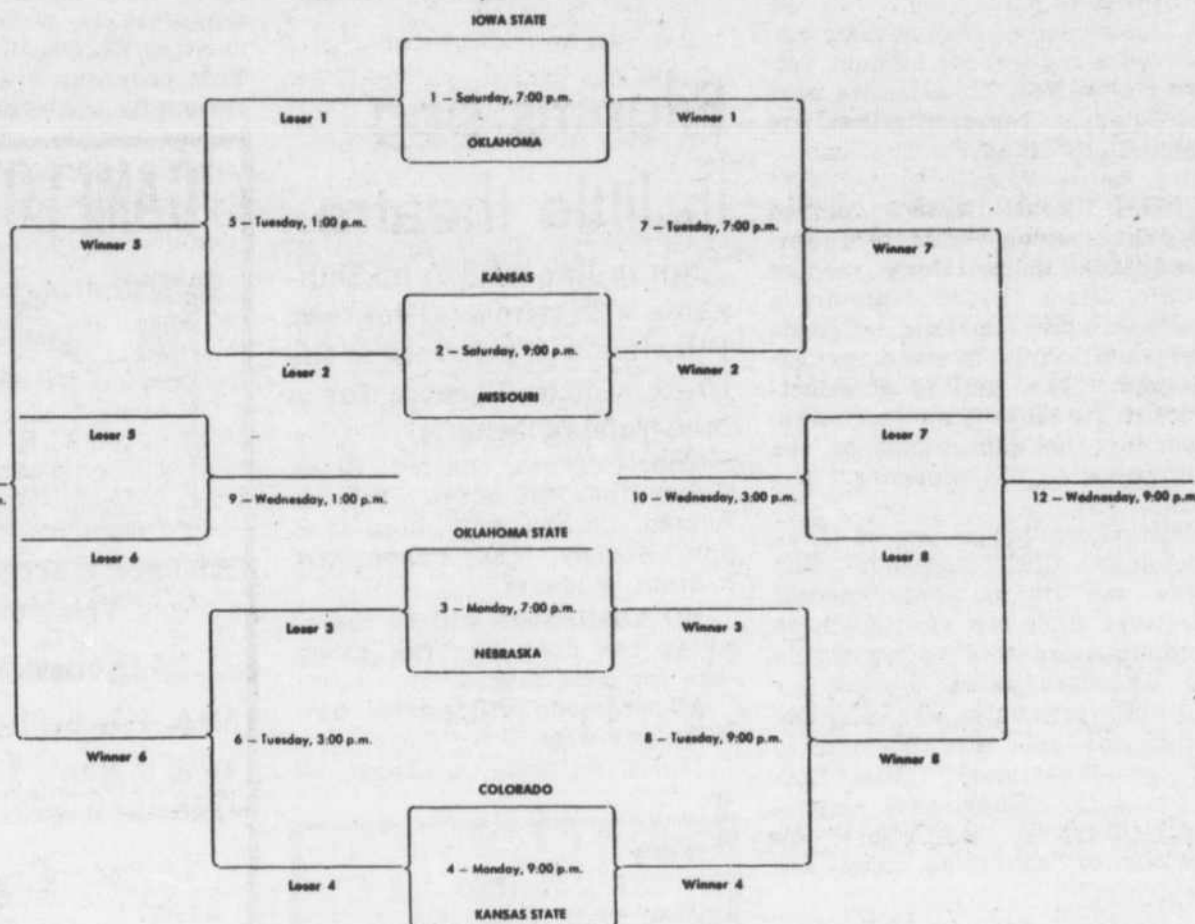 IOWA STATE
1 — Saturday, 7:00 p.m.
Loser 1
Winner 1
OKLAHOMA
5 — Tuesday, 1:00 p.m.
7 — Tuesday, 7:00 p.m.
Winner 5
Winner 7
KANSAS
2 — Saturday, 9:00 p.m.
Loser 2
Winner 2
MISSOURI
Loser 5
Loser 7
9 — Wednesday, 1:00 p.m.
10 — Wednesday, 3:00 p.m.
12 — Wednesday, 9:00 p.m
OKLAHOMA STATE
Loser 6
Loser 8
3 — Monday, 7:00 p.m.
Loser 3
Winner 3
NEBRASKA
6 — Tuesday, 3:00 p.m.
8 — Tuesday, 9:00 p.m.
Winner 6
Winner 8
COLORADO
4 — Monday, 9:00 p.m.
Loser 4
Winner 4
KANSAS STATE